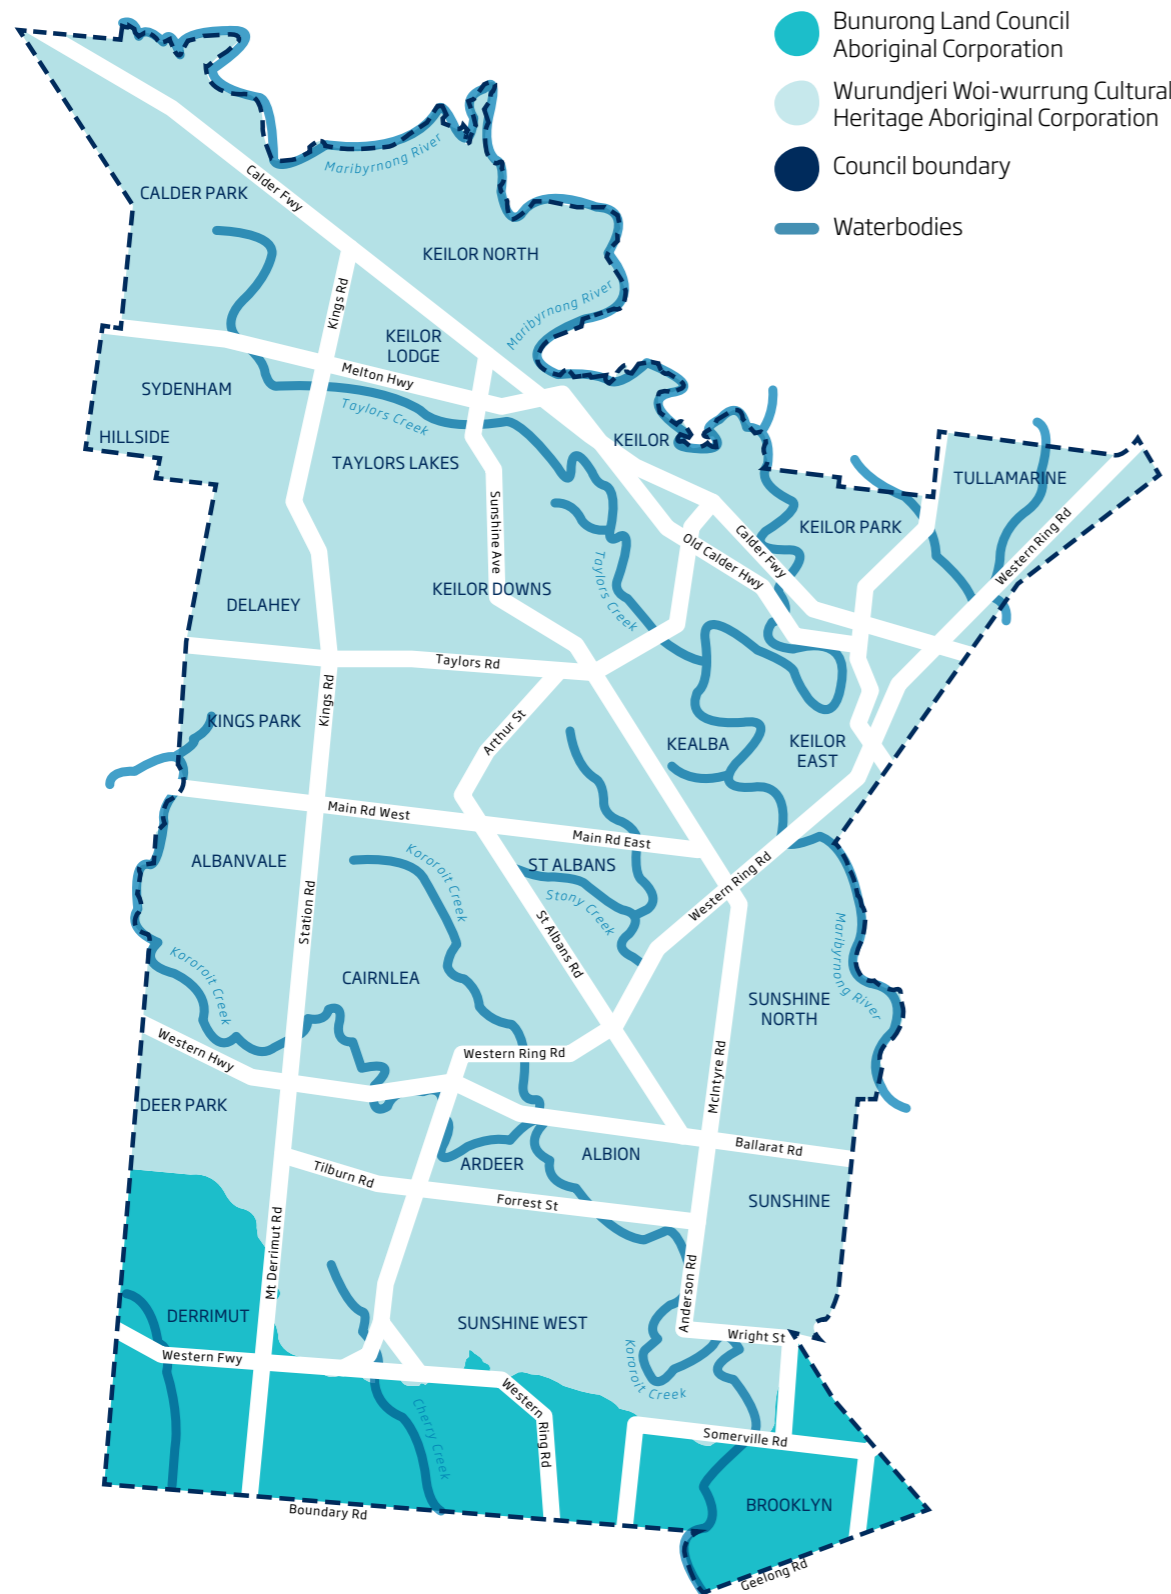 Bunurong Land Council
Aboriginal Corporation
Wurundjeri Woi-wurrung Cultural
Heritage Aboriginal Corporation
Council boundary
Waterbodies
Maribyrnong River
Calder Fwy
CALDER PARK
KEILOR NORTH
Kings Rd
Maribyrnong River
KEILOR
LODGE
Melton Hwy
SYDENHAM
Taylors Creek
HILLSIDE
KEILOR
TAYLORS LAKES
TULLAMARINE
Sunshine Ave
KEILOR PARK
Western Ring Rd
Calder Fwy
Old Calder Hwy
Taylors Creek
KEILOR DOWNS
DELAHEY
Taylors Rd
Kings Rd
KINGS PARK
Arthur St
KEALBA
KEILOR
EAST
Main Rd West
Main Rd East
ALBANVALE
Kororoit Creek
ST ALBANS
Western Ring Rd
Stony Creek
Station Rd
St Albans Rd
Maribyrnong River
Kororoit Creek
CAIRNLEA
SUNSHINE
NORTH
Western Hwy
Western Ring Rd
McIntyre Rd
DEER PARK
Ballarat Rd
ALBION
ARDEER
Tilburn Rd
Forrest St
SUNSHINE
Mt Derrimut Rd
Anderson Rd
DERRIMUT
SUNSHINE WEST
Wright St
Western Fwy
Kororoit Creek
Western Ring Rd
Cherry Creek
Somerville Rd
BROOKLYN
Boundary Rd
Geelong Rd